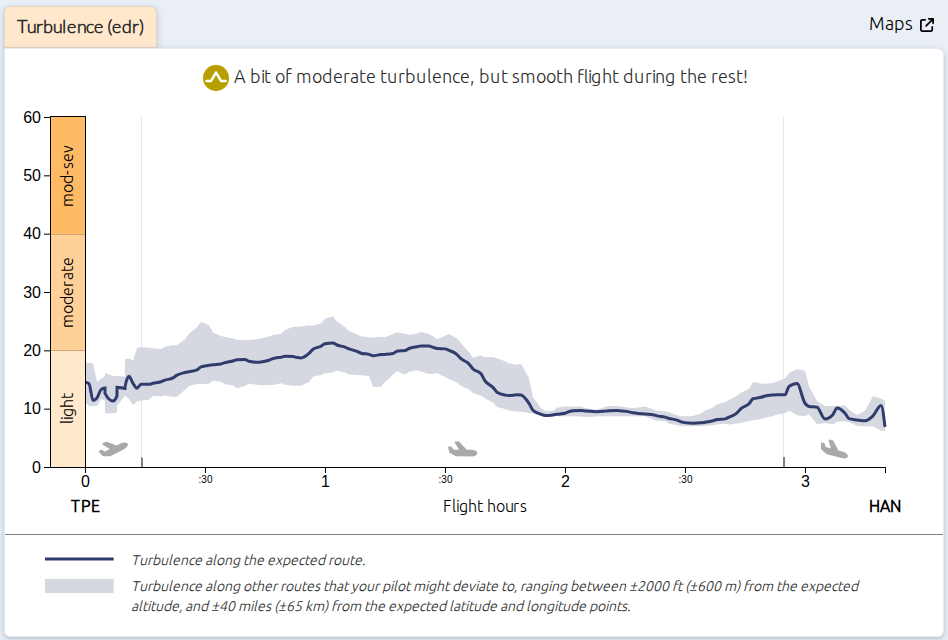 Turbulence (edr)
Maps
A bit of moderate turbulence, but smooth flight during the rest!
60
50
40
30
20
10
0
mod-sev
moderate
light
0 :30 1 :30 2 :30 3
TPE Flight hours HAN
Turbulence along the expected route.
Turbulence along other routes that your pilot might deviate to, ranging between ±2000 ft (±600 m) from the expected
altitude, and ±40 miles (±65 km) from the expected latitude and longitude points.